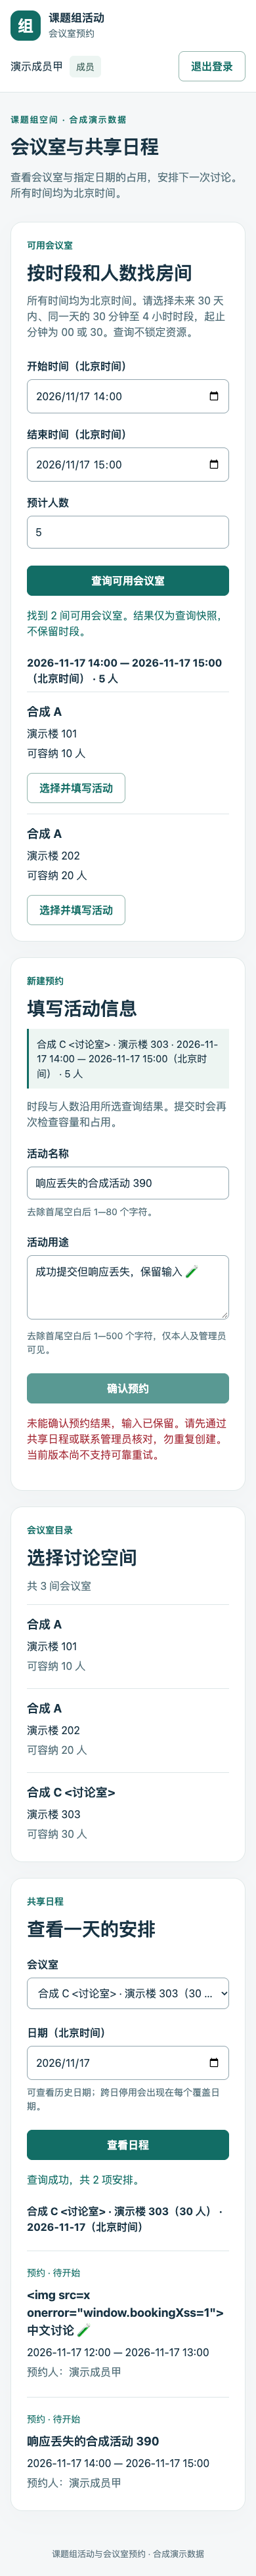 组
课题组活动
会议室预约
演示成员甲
成员
退出登录
课题组空间 · 合成演示数据
会议室与共享日程
查看会议室与指定日期的占用，安排下一次讨论。
所有时间均为北京时间。
可用会议室
按时段和人数找房间
所有时间均为北京时间。请选择未来 30 天
内、同一天的 30 分钟至 4 小时时段，起止
分钟为 00 或 30。查询不锁定资源。
开始时间（北京时间）
2026/11/17 14:00
结束时间（北京时间）
2026/11/17 15:00
预计人数
5
查询可用会议室
找到 2 间可用会议室。结果仅为查询快照，
不保留时段。
2026-11-17 14:00 — 2026-11-17 15:00
（北京时间） · 5 人
合成 A
演示楼 101
可容纳 10 人
选择并填写活动
合成 A
演示楼 202
可容纳 20 人
选择并填写活动
新建预约
填写活动信息
合成 C <讨论室> · 演示楼 303 · 2026-11-
17 14:00 — 2026-11-17 15:00（北京时
间） · 5 人
时段与人数沿用所选查询结果。提交时会再
次检查容量和占用。
活动名称
响应丢失的合成活动 390
去除首尾空白后 1—80 个字符。
活动用途
成功提交但响应丢失，保留输入 🧪
去除首尾空白后 1—500 个字符，仅本人及管理员
可见。
确认预约
未能确认预约结果，输入已保留。请先通过
共享日程或联系管理员核对，勿重复创建。
当前版本尚不支持可靠重试。
会议室目录
选择讨论空间
共 3 间会议室
合成 A
演示楼 101
可容纳 10 人
合成 A
演示楼 202
可容纳 20 人
合成 C <讨论室>
演示楼 303
可容纳 30 人
共享日程
查看一天的安排
会议室
合成 C <讨论室> · 演示楼 303（30 ...
日期（北京时间）
2026/11/17
可查看历史日期；跨日停用会出现在每个覆盖日
期。
查看日程
查询成功，共 2 项安排。
合成 C <讨论室> · 演示楼 303（30 人） ·
2026-11-17（北京时间）
预约 · 待开始
<img src=x
onerror="window.bookingXss=1">
中文讨论 🧪
2026-11-17 12:00 — 2026-11-17 13:00
预约人：演示成员甲
预约 · 待开始
响应丢失的合成活动 390
2026-11-17 14:00 — 2026-11-17 15:00
预约人：演示成员甲
课题组活动与会议室预约 · 合成演示数据